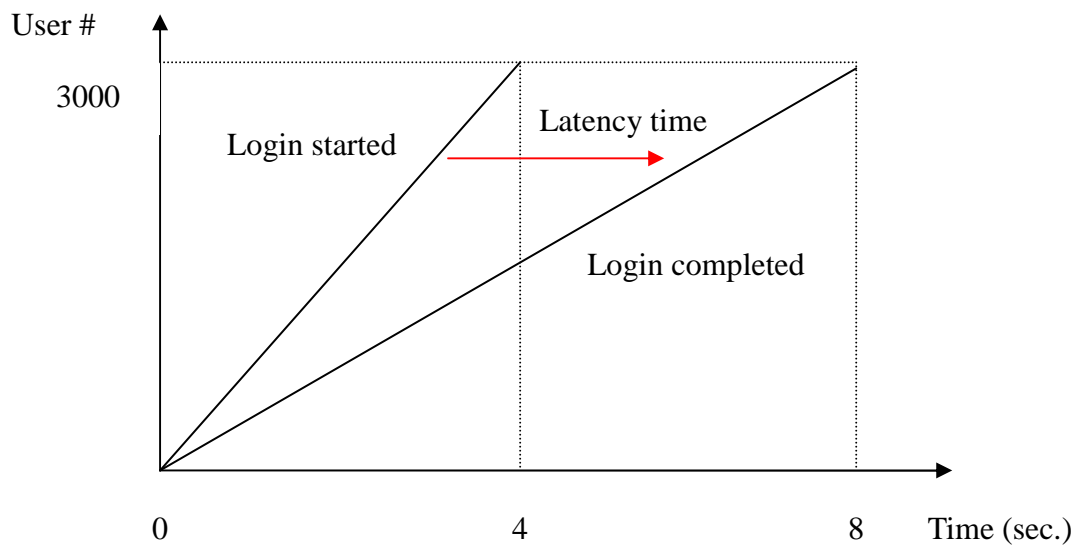 User #
3000
Latency time
Login started
Login completed
0 4 8 Time (sec.)